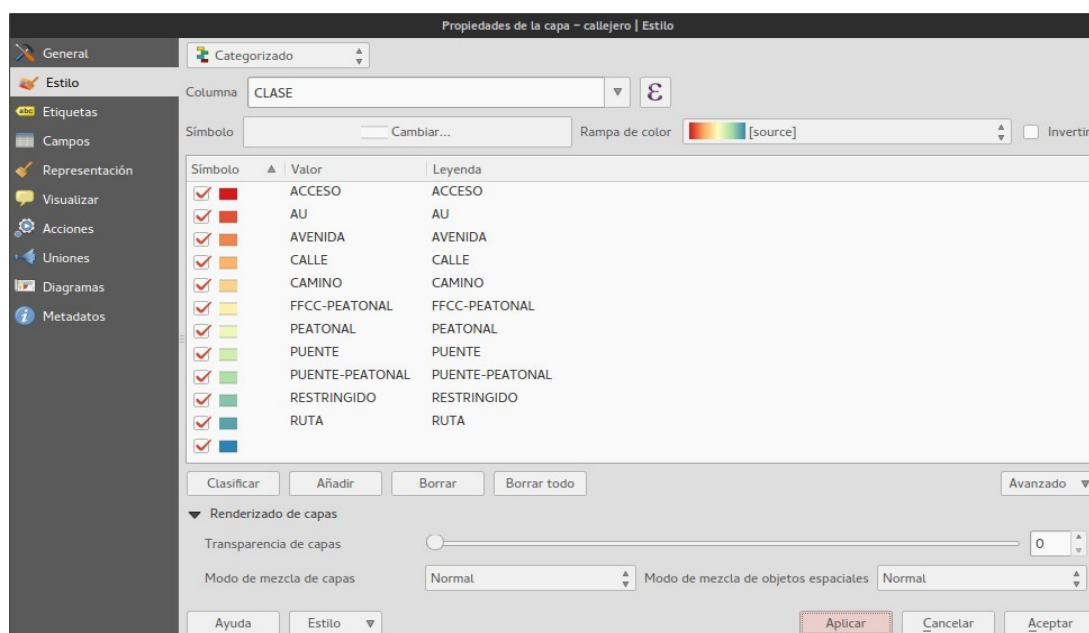 Propiedades de la capa - callejero | Estilo
General
Estilo
abc Etiquetas
Campos
Representación
Visualizar
Acciones
Uniones
Diagramas
Metadatos
Categorizado
Columna CLASE ε
Símbolo Cambiar... Rampa de color [source] Invertir
Símbolo Valor Leyenda
ACCESO ACCESO
AU AU
AVENIDA AVENIDA
CALLE CALLE
CAMINO CAMINO
FFCC-PEATONAL FFCC-PEATONAL
PEATONAL PEATONAL
PUENTE PUENTE
PUENTE-PEATONAL PUENTE-PEATONAL
RESTRINGIDO RESTRINGIDO
RUTA RUTA
Clasificar Añadir Borrar Borrar todo Avanzado
Renderizado de capas
Transparencia de capas 0
Modo de mezcla de capas Normal Modo de mezcla de objetos espaciales Normal
Ayuda Estilo Aplicar Cancelar Aceptar